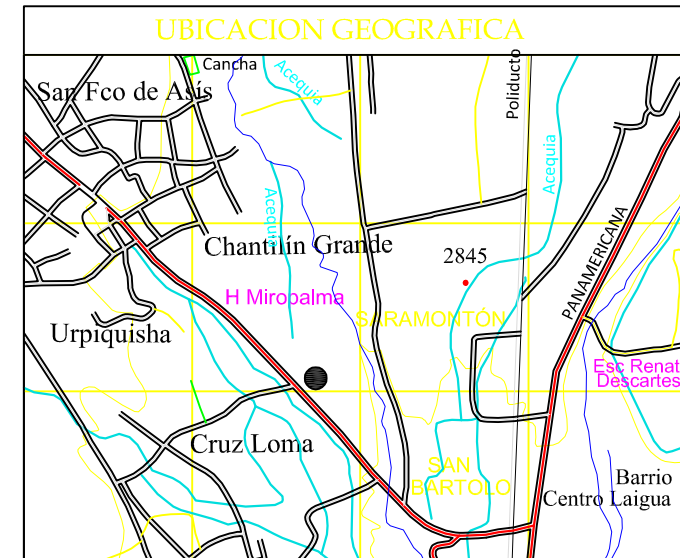 UBICACION GEOGRAFICA
Cancha
San Fco de Asís
Acequia
Poliducto
Acequia
Acequia
Chantilín Grande
2845
PANAMERICANA
H Miropalma
SARAMONTÓN
Urpiquisha
Esc Renat
Descartes
Cruz Loma
SAN
BARTOLO
Barrio
Centro Laigua